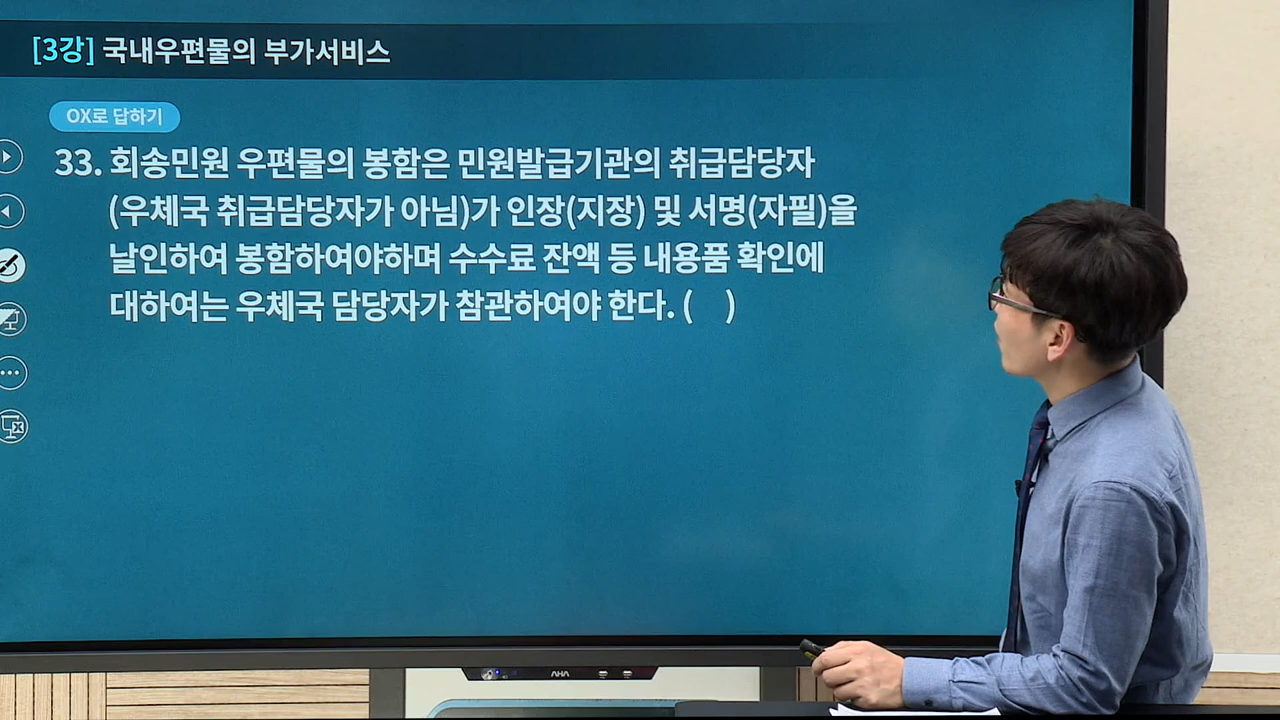 [3강] 국내우편물의 부가서비스
OX로 답하기
33. 회송민원 우편물의 봉함은 민원발급기관의 취급담당자
(우체국 취급담당자가 아님)가 인장(지장) 및 서명(자필)을
날인하여 봉함하여야하며 수수료 잔액 등 내용품 확인에
대하여는 우체국 담당자가 참관하여야 한다. ( )
AHA